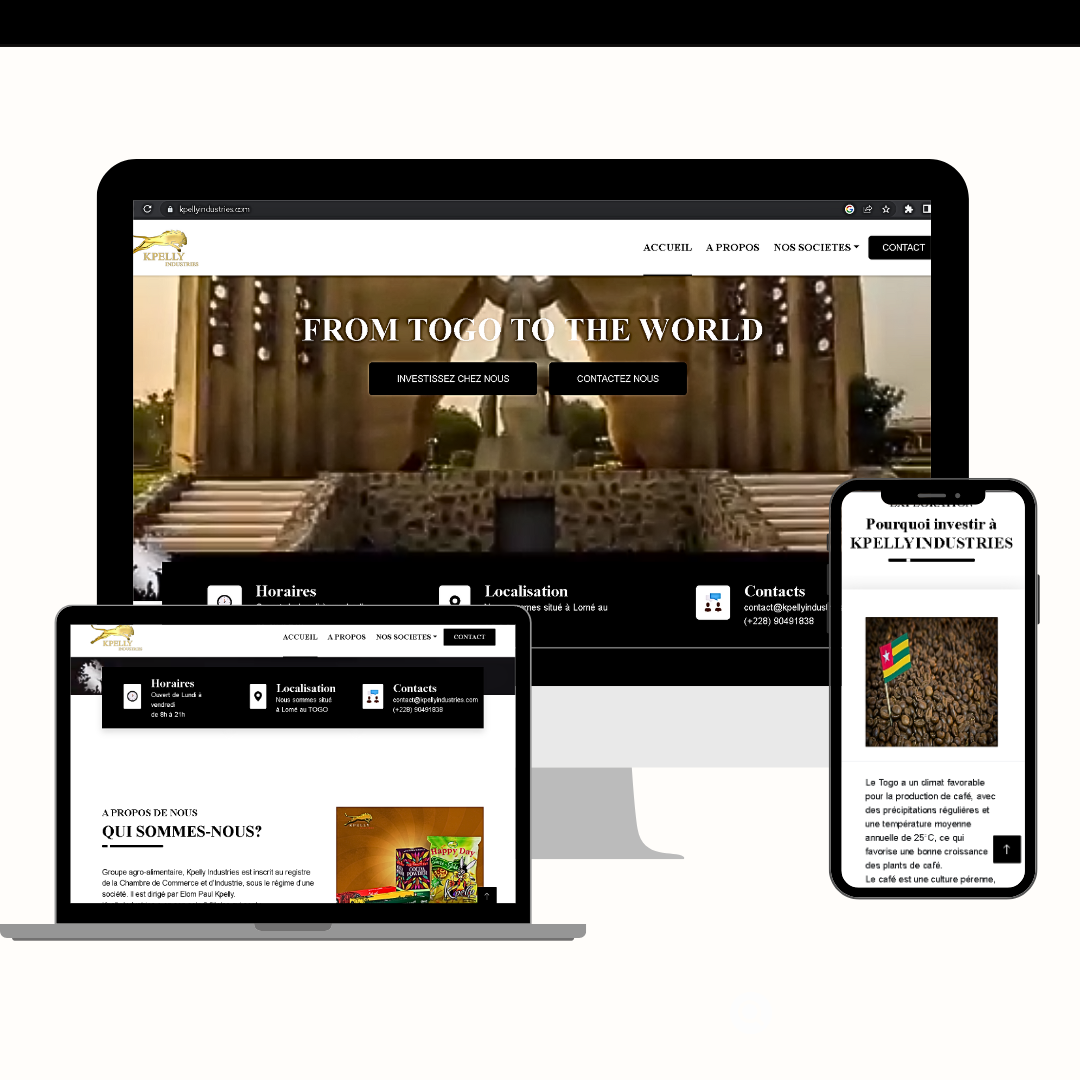 kpellyindustries.com
KPELLY
INDUSTRIES
ACCUEIL A PROPOS NOS SOCIETES CONTACT
FROM TOGO TO THE WORLD
INVESTISSEZ CHEZ NOUS CONTACTEZ NOUS
Horaires
Localisation
sommes situé à Lomé au
Contacts
contact@kpellyindust
(+228) 90491838
KPELLY
INDUSTRIES
ACCUEIL A PROPOS NOS SOCIETES CONTACT
Horaires
Ouvert de Lundi à
vendredi
de 8h à 21h
Localisation
Nous sommes situé
à Lomé au TOGO
Contacts
contact@kpellyindustries.com
(+228) 90491838
A PROPOS DE NOUS
QUI SOMMES-NOUS?
Groupe agro-alimentaire, Kpelly Industries est inscrit au registre
de la Chambre de Commerce et d'Industrie, sous le régime d'une
société. Il est dirigé par Elom Paul Kpelly.
KPELLY
COCOA
POWDER
Happy Day
Kpelly
Pourquoi investir à
KPELLYINDUSTRIES
Le Togo a un climat favorable
pour la production de café, avec
des précipitations régulières et
une température moyenne
annuelle de 25°C, ce qui
favorise une bonne croissance
des plants de café.
Le café est une culture pérenne,